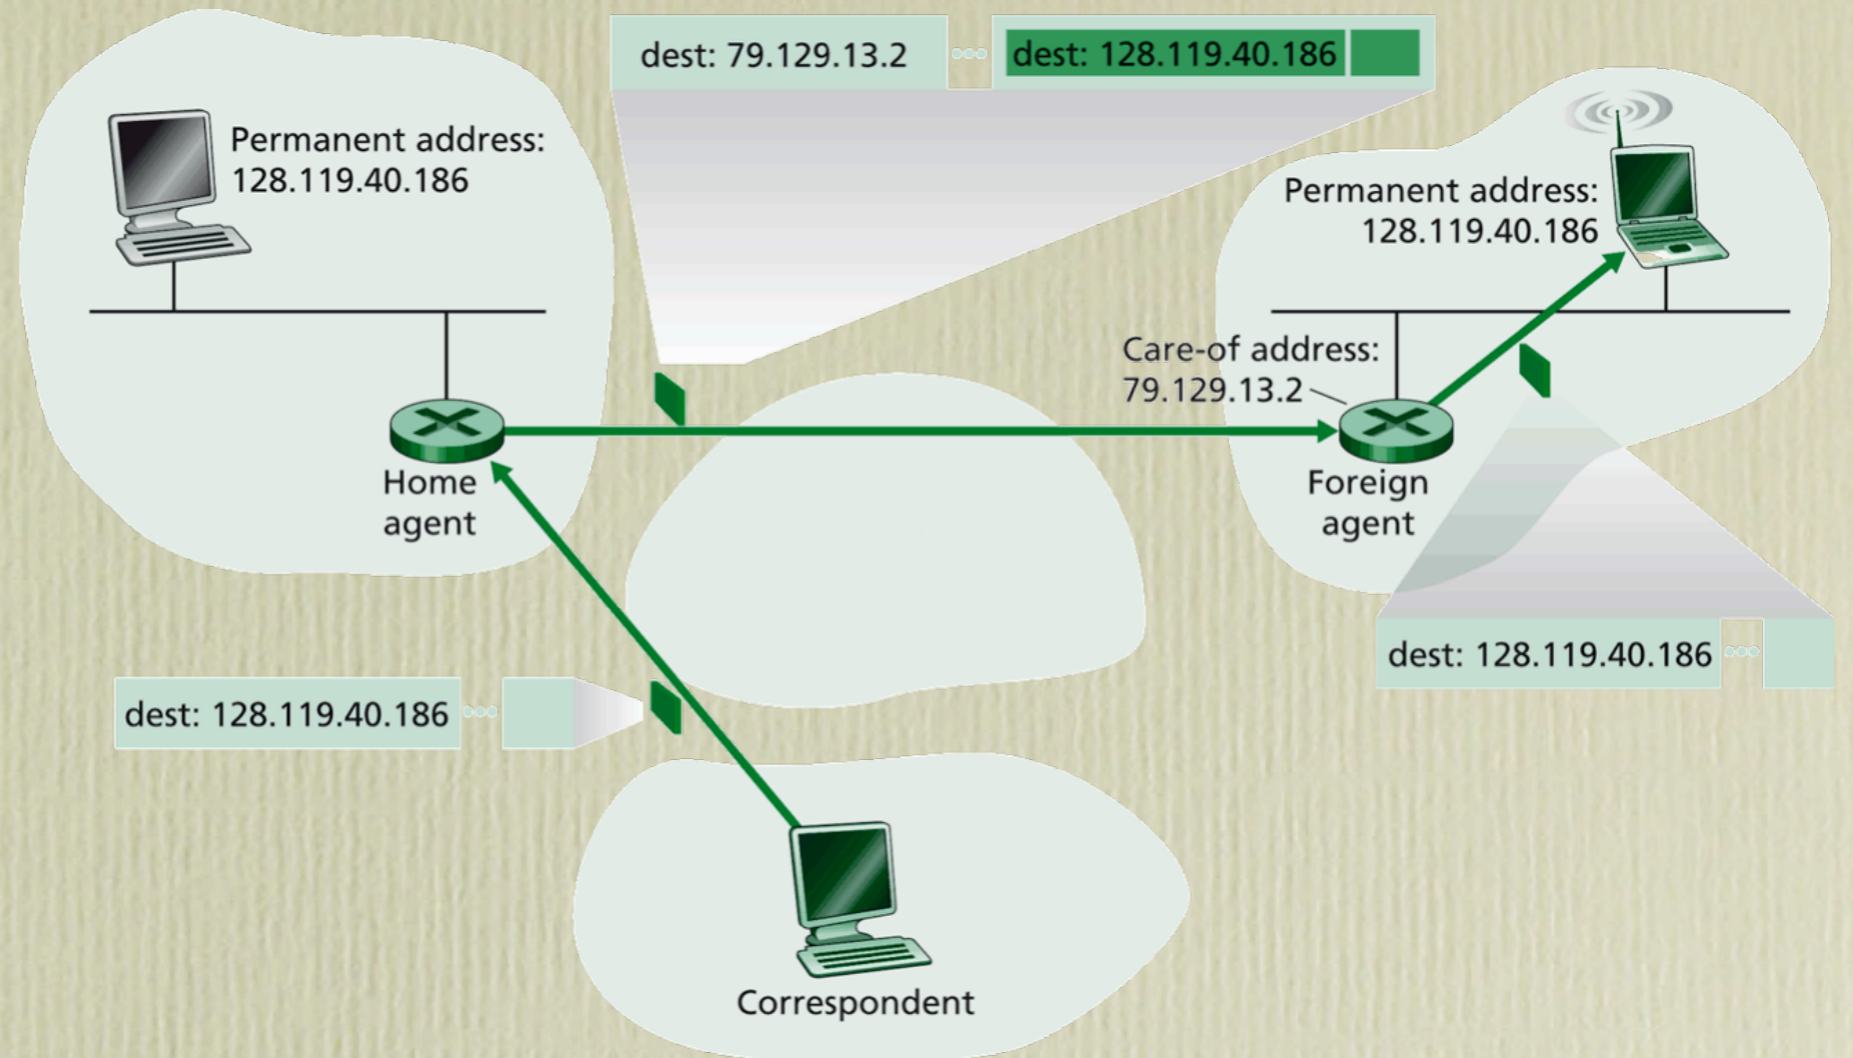 dest: 79.129.13.2
dest: 128.119.40.186
Permanent address:
128.119.40.186
Permanent address:
128.119.40.186
Care-of address:
79.129.13.2
Home
agent
Foreign
agent
dest: 128.119.40.186
dest: 128.119.40.186
Correspondent